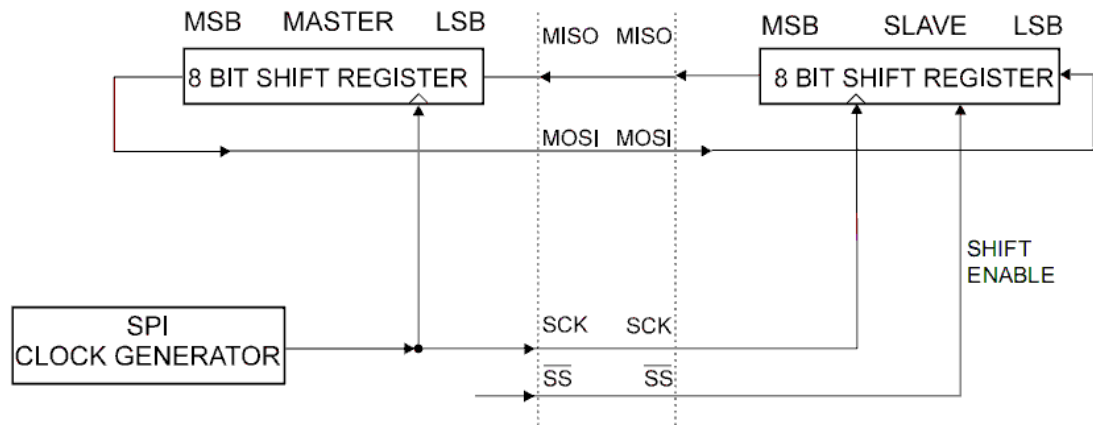 MSB MASTER LSB
8 BIT SHIFT REGISTER
MISO MISO
MSB SLAVE LSB
8 BIT SHIFT REGISTER
MOSI MOSI
SHIFT
ENABLE
SPI
CLOCK GENERATOR
SCK SCK
SS SS